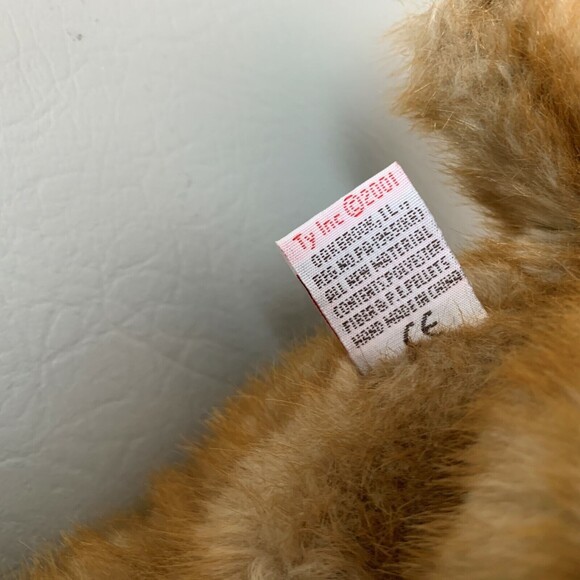 Ty Inc ©2001
OAKBROOK, IL U
REG.NO PA·1965(KR)
ALL NEW MATERIAL
CONTENTS POLYESTER
FIBER & P.E.PELLETS
HAND MADE IN CHINA
CE